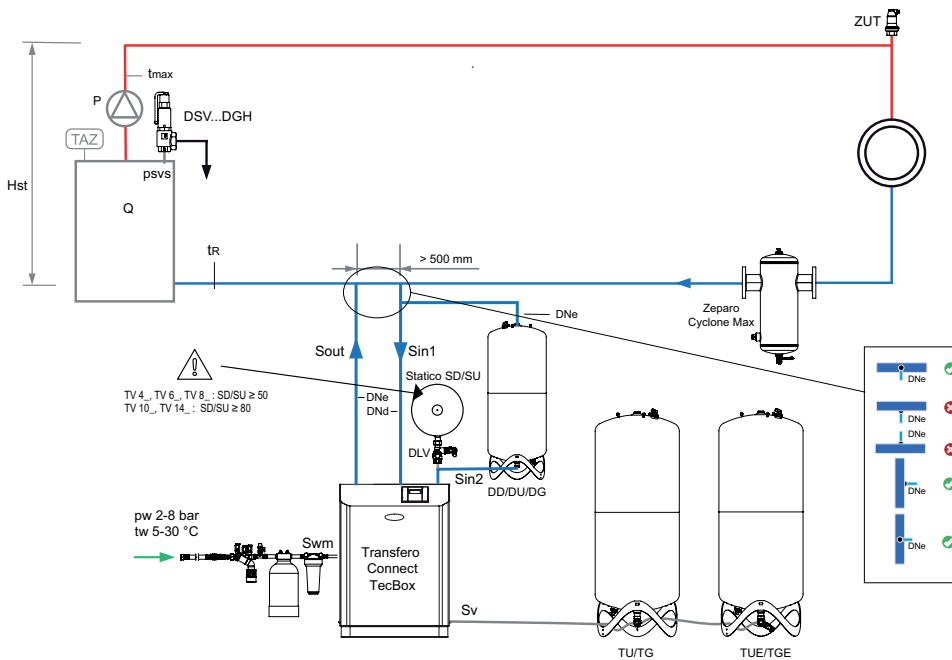 ZUT
tmax
P
DSV...DGH
TAZ
psvs
Hst
Q
tR
> 500 mm
DNe
Zeparo
Cyclone Max
Sout
Sin1
Statico SD/SU
TV 4_, TV 6_, TV 8_ : SD/SU ≥ 50
TV 10_, TV 14_ : SD/SU ≥ 80
DNe
DNd
DLV
Sin2
DD/DU/DG
DNe
DNe
DNe
DNe
DNe
pw 2-8 bar
tw 5-30 °C
Swm
Transfero
Connect
TecBox
Sv
TU/TG
TUE/TGE